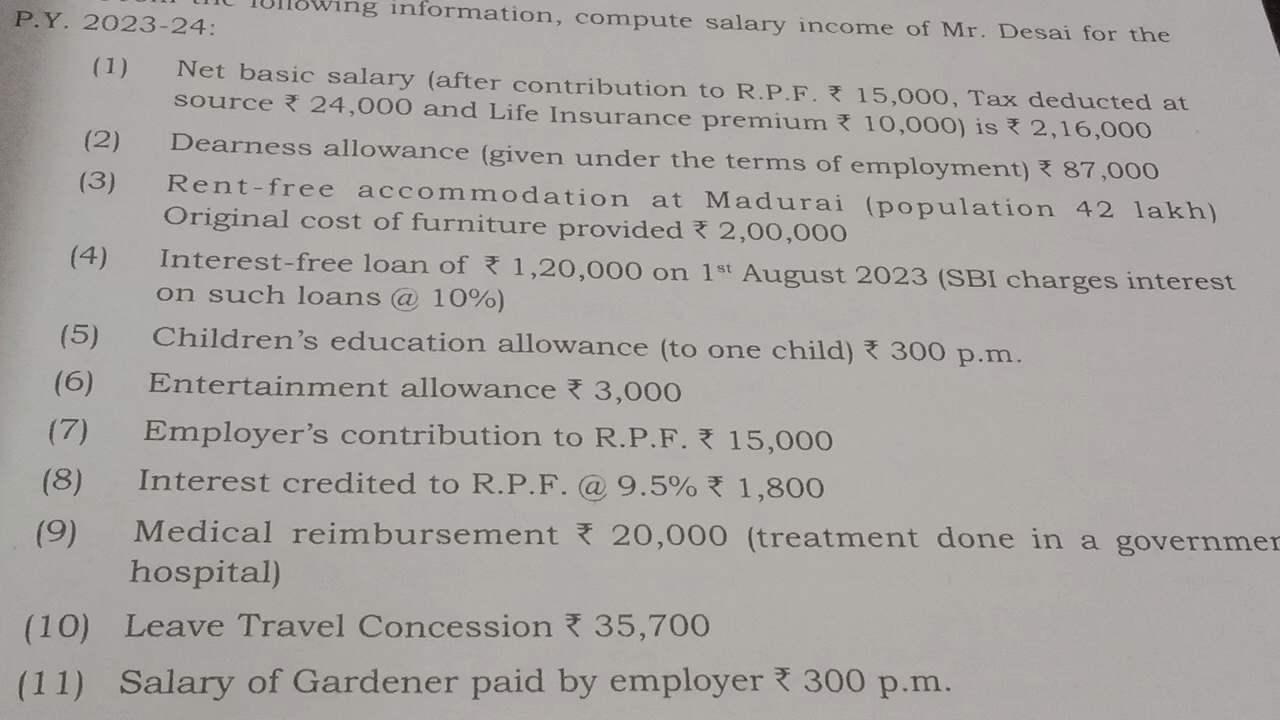 following information, compute salary income of Mr. Desai for the
P.Y. 2023-24:
(1) Net basic salary (after contribution to R.P.F. ₹ 15,000, Tax deducted at
source ₹ 24,000 and Life Insurance premium ₹ 10,000) is ₹ 2,16,000
(2) Dearness allowance (given under the terms of employment) ₹ 87,000
(3) Rent-free accommodation at Madurai (population 42 lakh)
Original cost of furniture provided ₹ 2,00,000
(4) Interest-free loan of ₹ 1,20,000 on 1st August 2023 (SBI charges interest
on such loans @ 10%)
(5) Children's education allowance (to one child) ₹ 300 p.m.
(6) Entertainment allowance ₹ 3,000
(7) Employer's contribution to R.P.F. ₹ 15,000
(8) Interest credited to R.P.F. @ 9.5% ₹ 1,800
(9) Medical reimbursement ₹ 20,000 (treatment done in a governmen
hospital)
(10) Leave Travel Concession ₹ 35,700
(11) Salary of Gardener paid by employer ₹ 300 p.m.